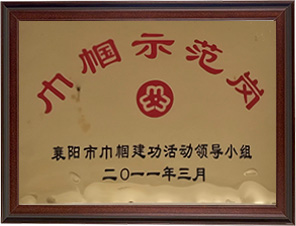 巾帼示范岗
襄阳市巾帼建功活动领导小组
二〇一一年三月